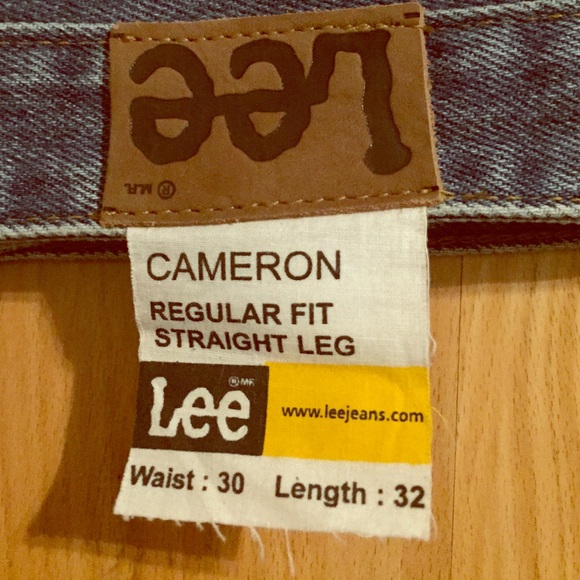 Lee
® M.R.
CAMERON
REGULAR FIT
STRAIGHT LEG
® MR
Lee
www.leejeans.com
Waist : 30 Length : 32